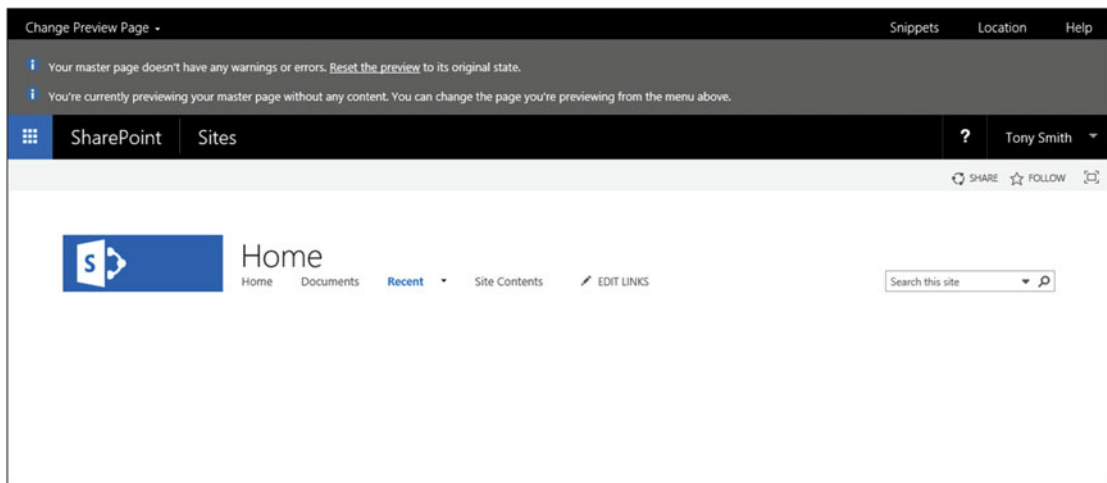 Change Preview Page Snippets Location Help
Your master page doesn't have any warnings or errors. Reset the preview to its original state.
You're currently previewing your master page without any content. You can change the page you're previewing from the menu above.
SharePoint Sites ? Tony Smith
SHARE FOLLOW
S
Home
Home Documents Recent Site Contents EDIT LINKS Search this site